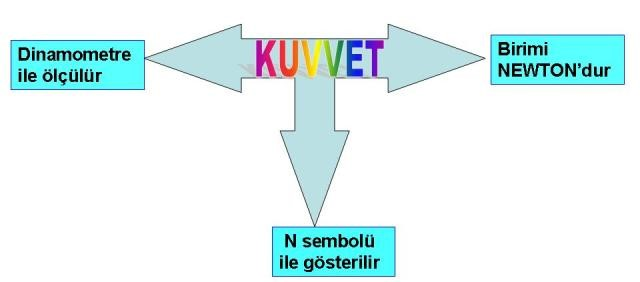 KUVVET
Dinamometre
ile ölçülür
Birimi
NEWTON'dur
N sembolü
ile gösterilir